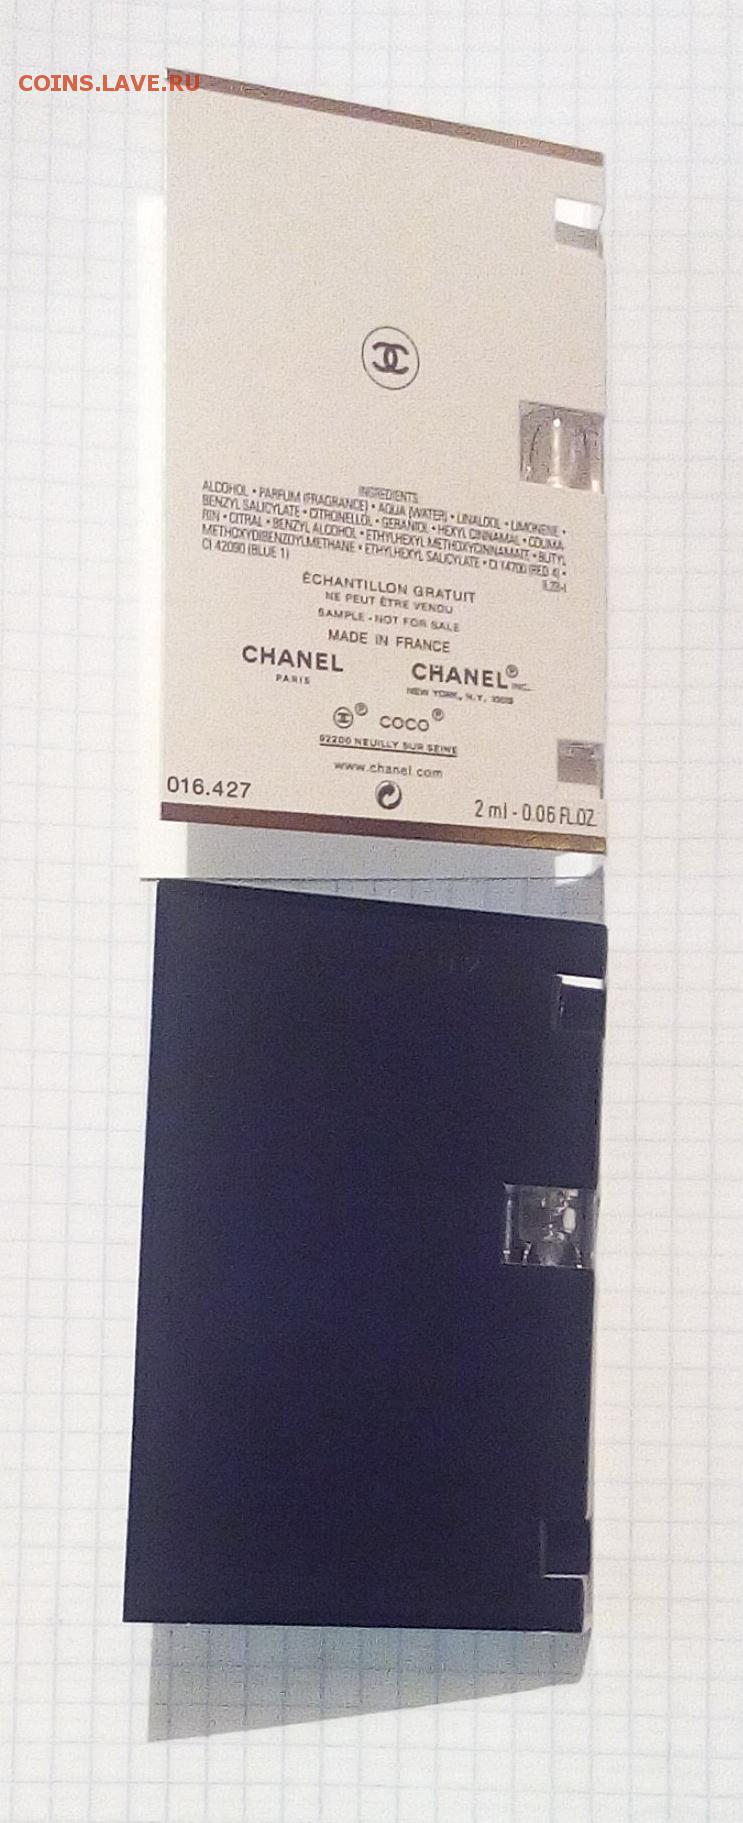 COINS.LAVE.RU
INGREDIENTS:
ALCOHOL • PARFUM (FRAGRANCE) • AQUA (WATER) • LINALOOL • LIMONENE •
BENZYL SALICYLATE • CITRONELLOL • GERANIOL • HEXYL CINNAMAL • COUMA-
RIN • CITRAL • BENZYL ALCOHOL • ETHYLHEXYL METHOXYCINNAMATE • BUTYL
METHOXYDIBENZOYLMETHANE • ETHYLHEXYL SALICYLATE • CI 14700 (RED 4) •
CI 42090 (BLUE 1)
ÉCHANTILLON GRATUIT
NE PEUT ÊTRE VENDU
SAMPLE - NOT FOR SALE
MADE IN FRANCE
CHANEL CHANEL® INC.
PARIS NEW YORK, N.Y. 10019
® COCO®
92200 NEUILLY SUR SEINE
www.chanel.com
016.427 2 ml - 0.06 FL.OZ.